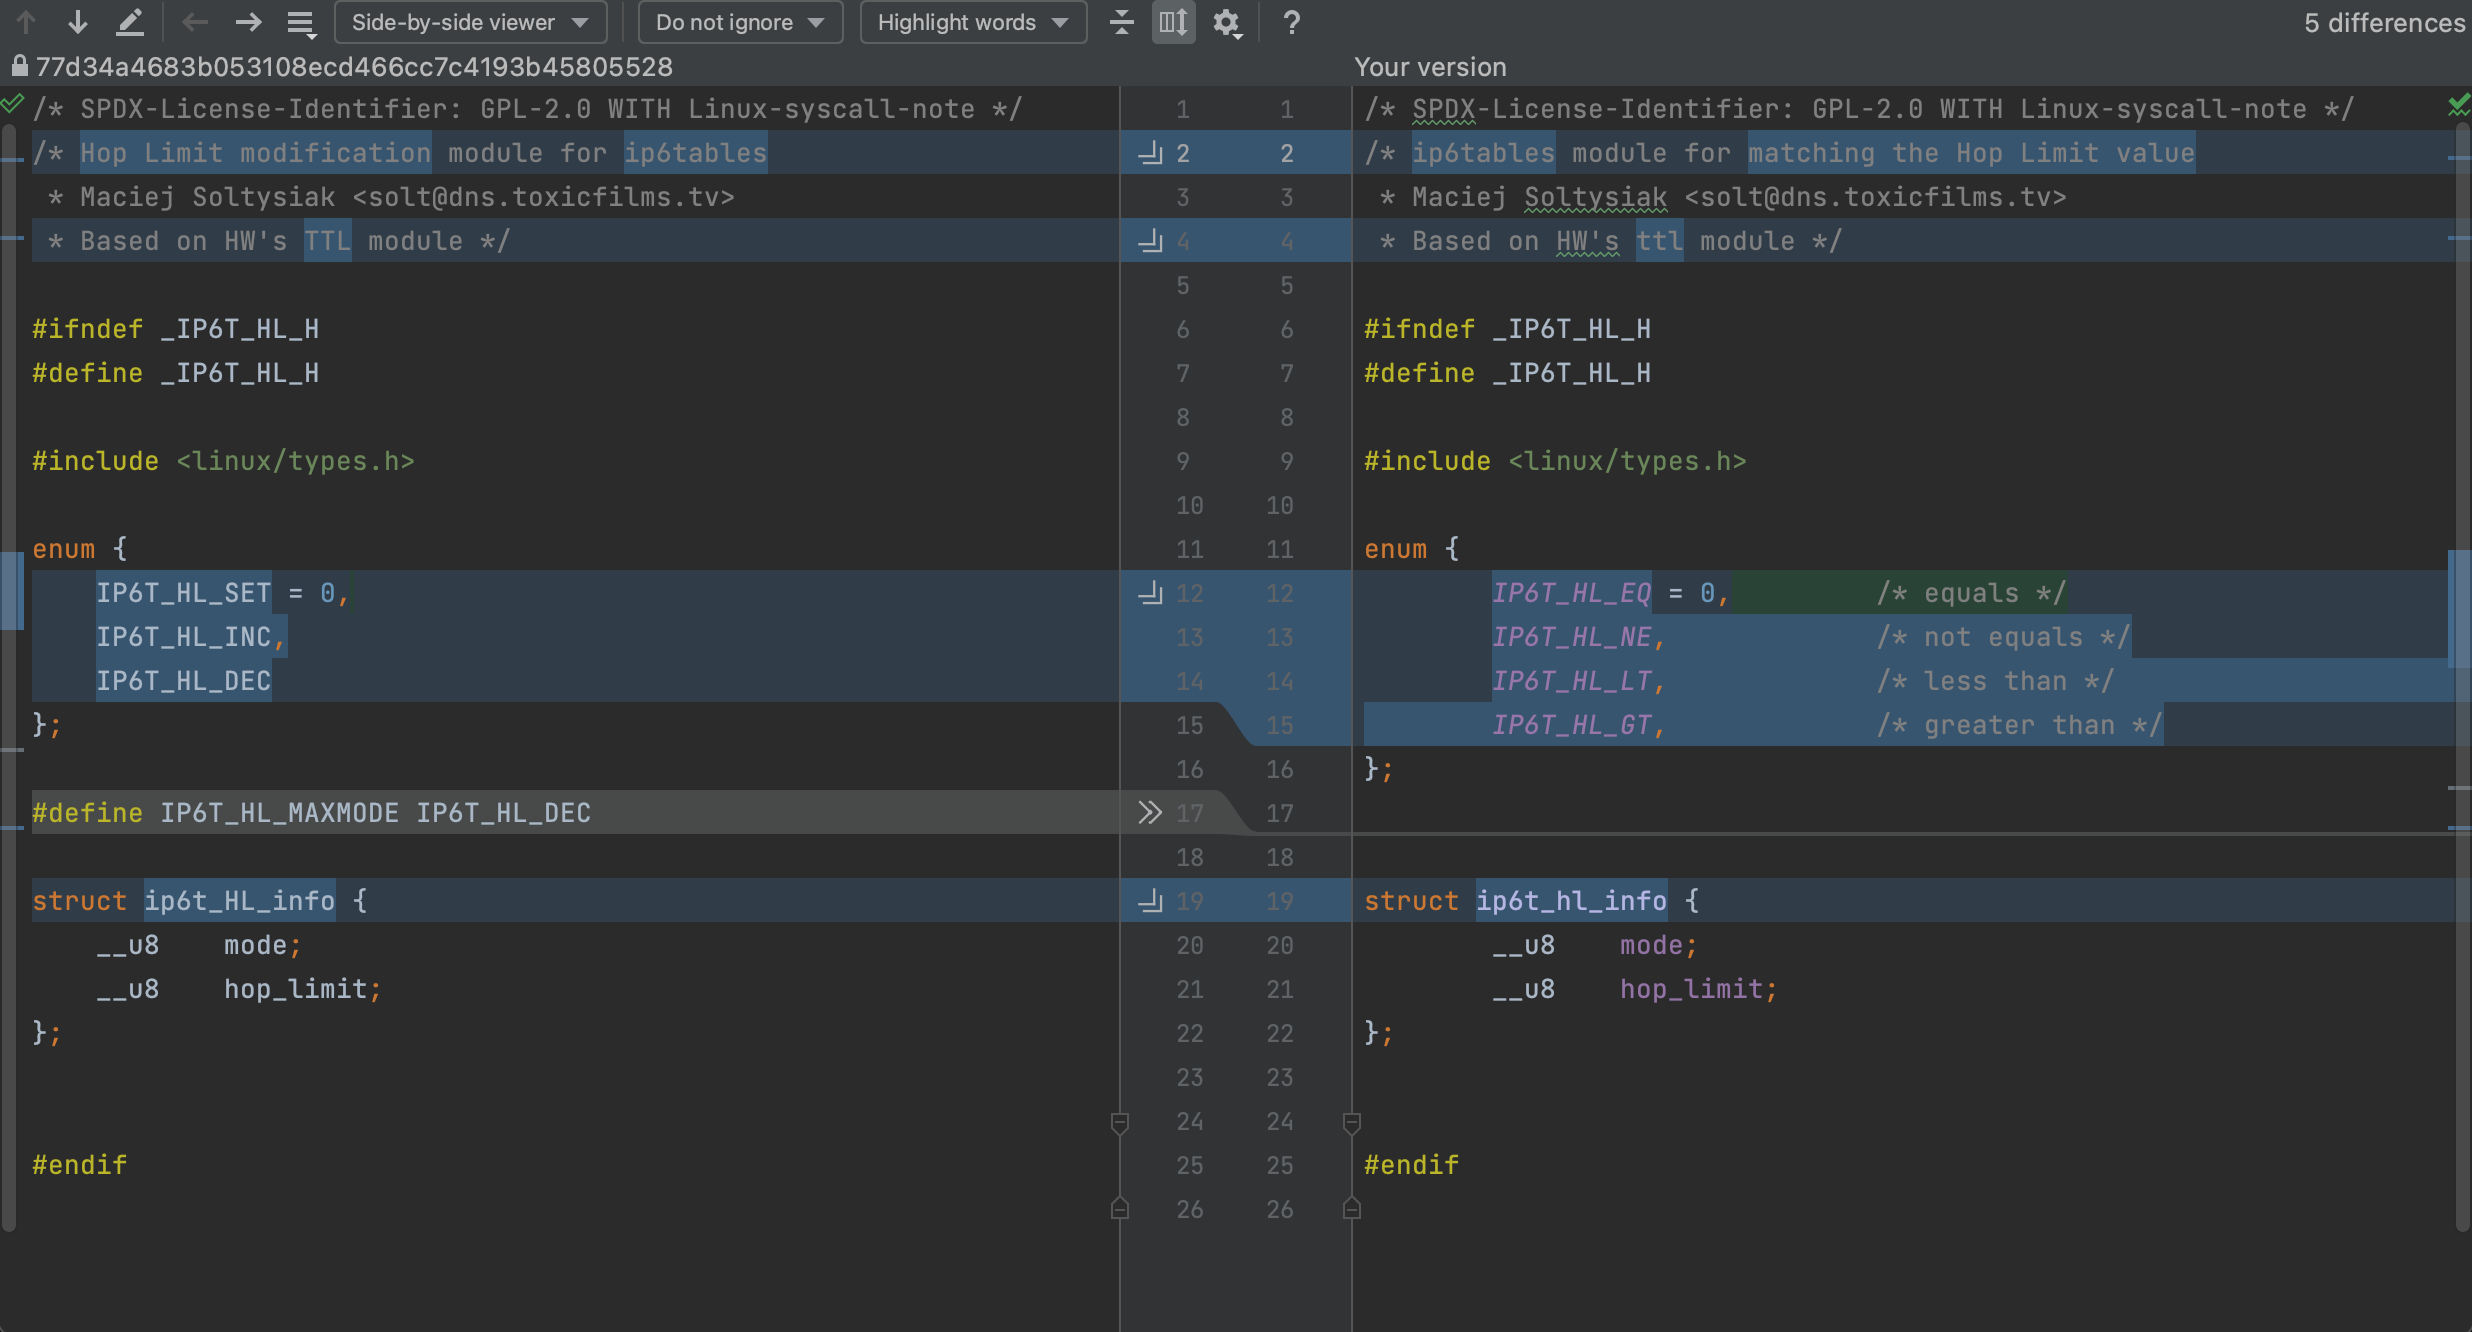 Side-by-side viewer Do not ignore Highlight words ? 5 differences
77d34a4683b053108ecd466cc7c4193b45805528 Your version
/* SPDX-License-Identifier: GPL-2.0 WITH Linux-syscall-note */ 1 1 /* SPDX-License-Identifier: GPL-2.0 WITH Linux-syscall-note */
/* Hop Limit modification module for ip6tables 2 2 /* ip6tables module for matching the Hop Limit value
* Maciej Soltysiak <solt@dns.toxicfilms.tv> 3 3 * Maciej Soltysiak <solt@dns.toxicfilms.tv>
* Based on HW's TTL module */ 4 4 * Based on HW's ttl module */
5 5
#ifndef _IP6T_HL_H 6 6 #ifndef _IP6T_HL_H
#define _IP6T_HL_H 7 7 #define _IP6T_HL_H
8 8
#include <linux/types.h> 9 9 #include <linux/types.h>
10 10
enum { 11 11 enum {
IP6T_HL_SET = 0, 12 12 IP6T_HL_EQ = 0, /* equals */
IP6T_HL_INC, 13 13 IP6T_HL_NE, /* not equals */
IP6T_HL_DEC 14 14 IP6T_HL_LT, /* less than */
}; 15 15 IP6T_HL_GT, /* greater than */
16 16 };
#define IP6T_HL_MAXMODE IP6T_HL_DEC 17 17
18 18
struct ip6t_HL_info { 19 19 struct ip6t_hl_info {
__u8 mode; 20 20 __u8 mode;
__u8 hop_limit; 21 21 __u8 hop_limit;
}; 22 22 };
23 23
24 24
#endif 25 25 #endif
26 26